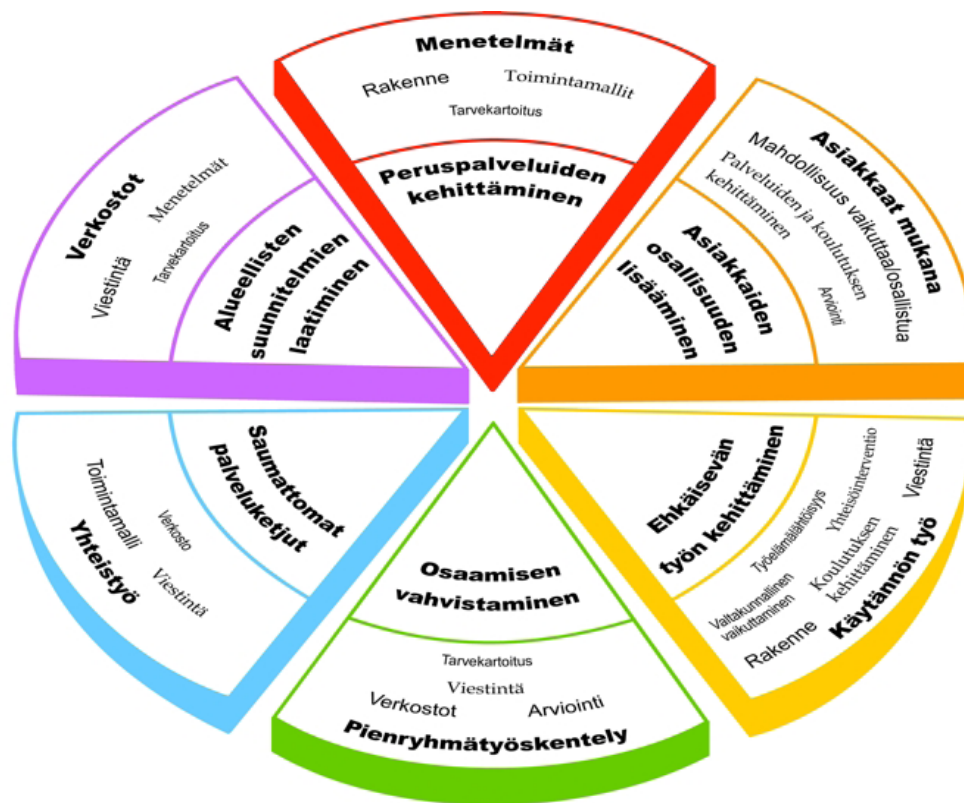 Menetelmät
Rakenne
Toimintamallit
Tarvekartoitus
Peruspalveluiden
kehittäminen
Asiakkaat mukana
Mahdollisuus vaikuttaa/osallistua
Palveluiden ja koulutuksen
kehittäminen
Arviointi
Asiakkaiden
osallisuuden
lisääminen
Ehkäisevän
työn kehittäminen
Työelämälähtöisyys
Yhteisöinterventio
Viestintä
Valtakunnallinen
vaikuttaminen
Koulutuksen
kehittäminen
Rakenne
Käytännön työ
Osaamisen
vahvistaminen
Tarvekartoitus
Viestintä
Verkostot
Arviointi
Pienryhmätyöskentely
Saumattomat
palveluketjut
Verkosto
Toimintamalli
Viestintä
Yhteistyö
Verkostot
Menetelmät
Viestintä
Tarvekartoitus
Alueellisten
suunnitelmien
laatiminen